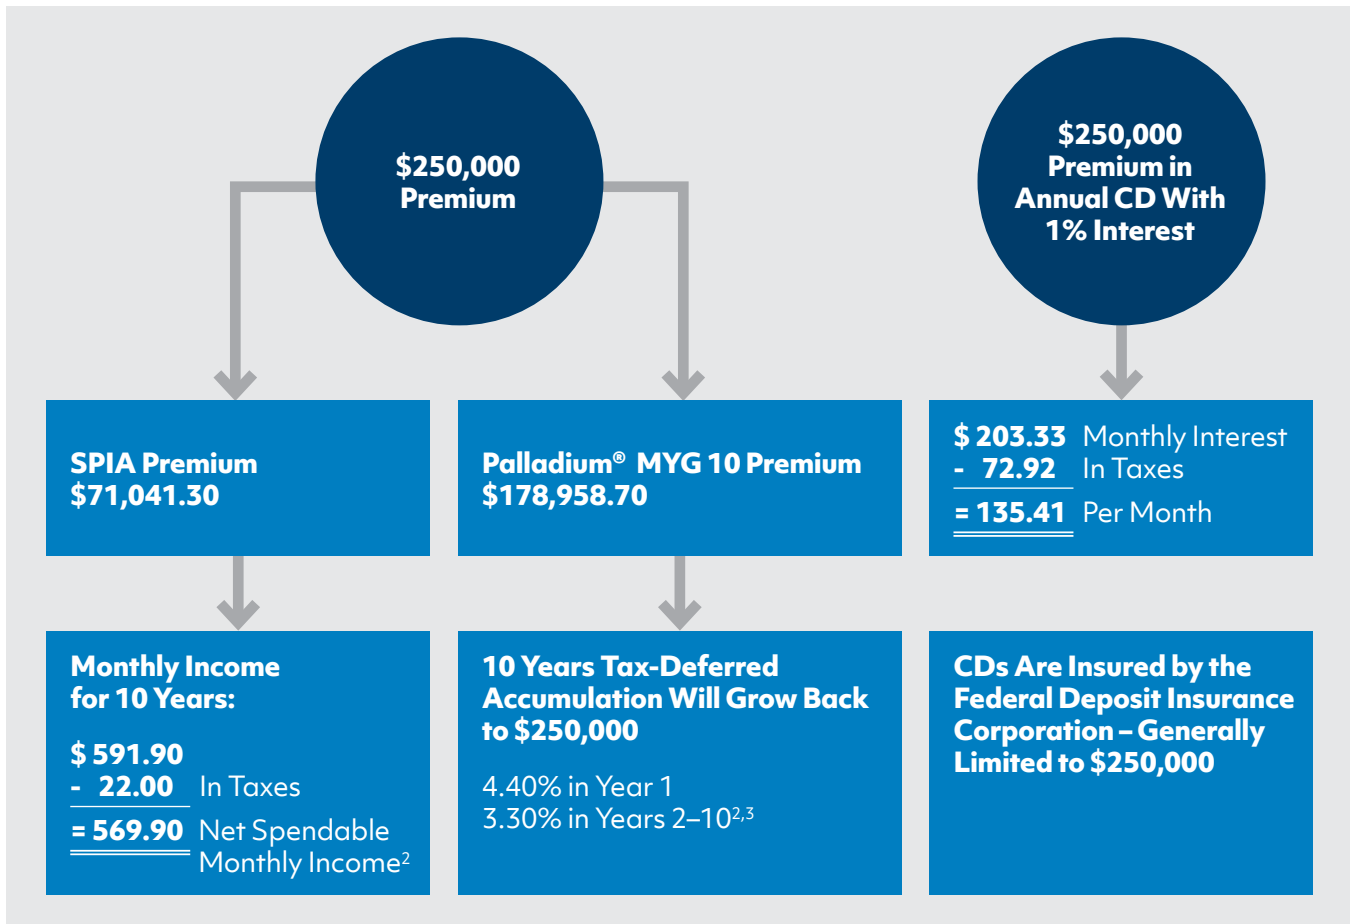 $250,000
Premium
$250,000
Premium in
Annual CD With
1% Interest
SPIA Premium
$71,041.30
Palladium® MYG 10 Premium
$178,958.70
$ 203.33 Monthly Interest
- 72.92 In Taxes
= 135.41 Per Month
Monthly Income
for 10 Years:
$ 591.90
- 22.00 In Taxes
= 569.90 Net Spendable
Monthly Income2
10 Years Tax-Deferred
Accumulation Will Grow Back
to $250,000
4.40% in Year 1
3.30% in Years 2–102,3
CDs Are Insured by the
Federal Deposit Insurance
Corporation – Generally
Limited to $250,000